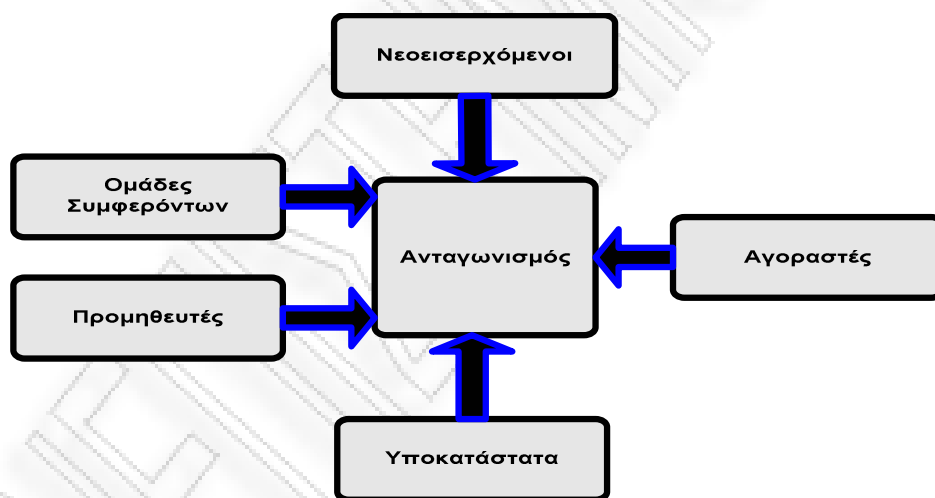 Νεοεισερχόμενοι
Ομάδες
Συμφερόντων
Ανταγωνισμός
Αγοραστές
Προμηθευτές
Υποκατάστατα